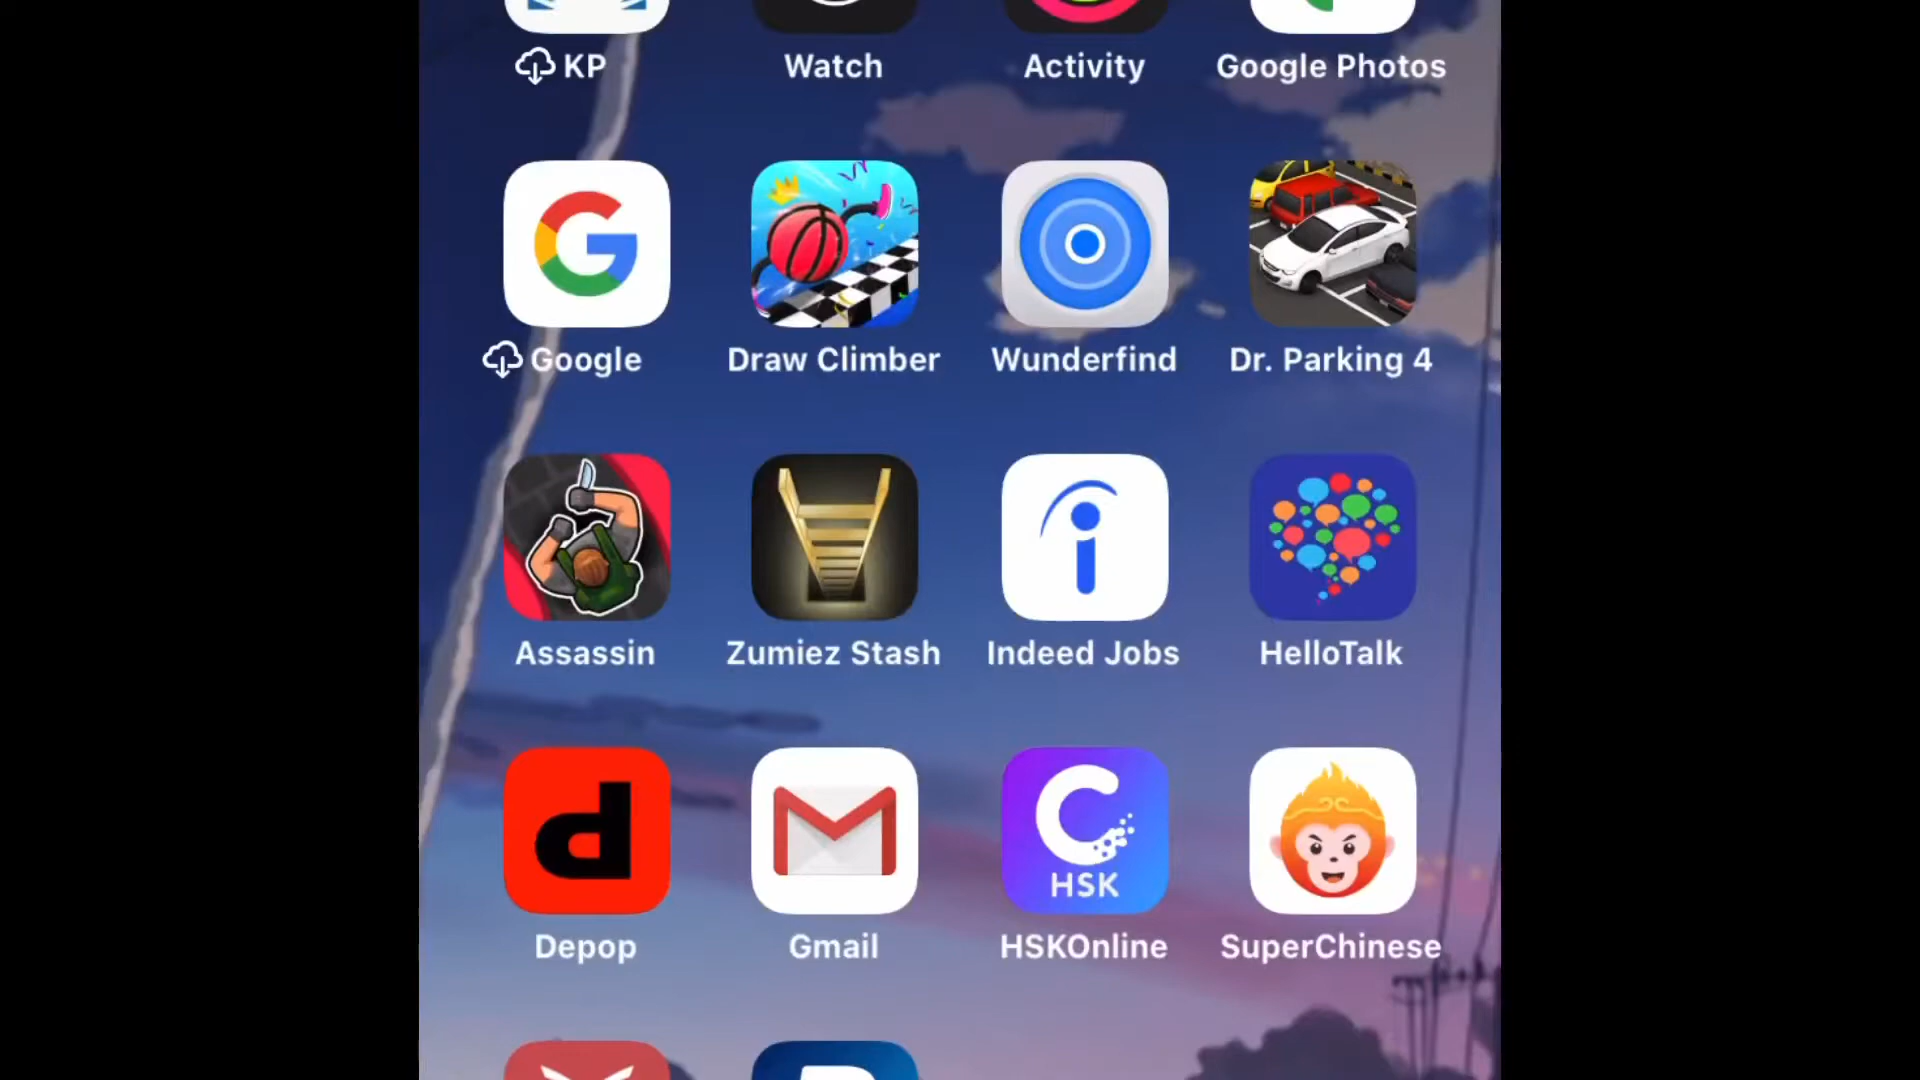 KP
Watch
Activity
Google Photos
G
Google
Draw Climber
Wunderfind
Dr. Parking 4
i
Assassin
Zumiez Stash
Indeed Jobs
HelloTalk
d
M
C
HSK
Depop
Gmail
HSKOnline
SuperChinese